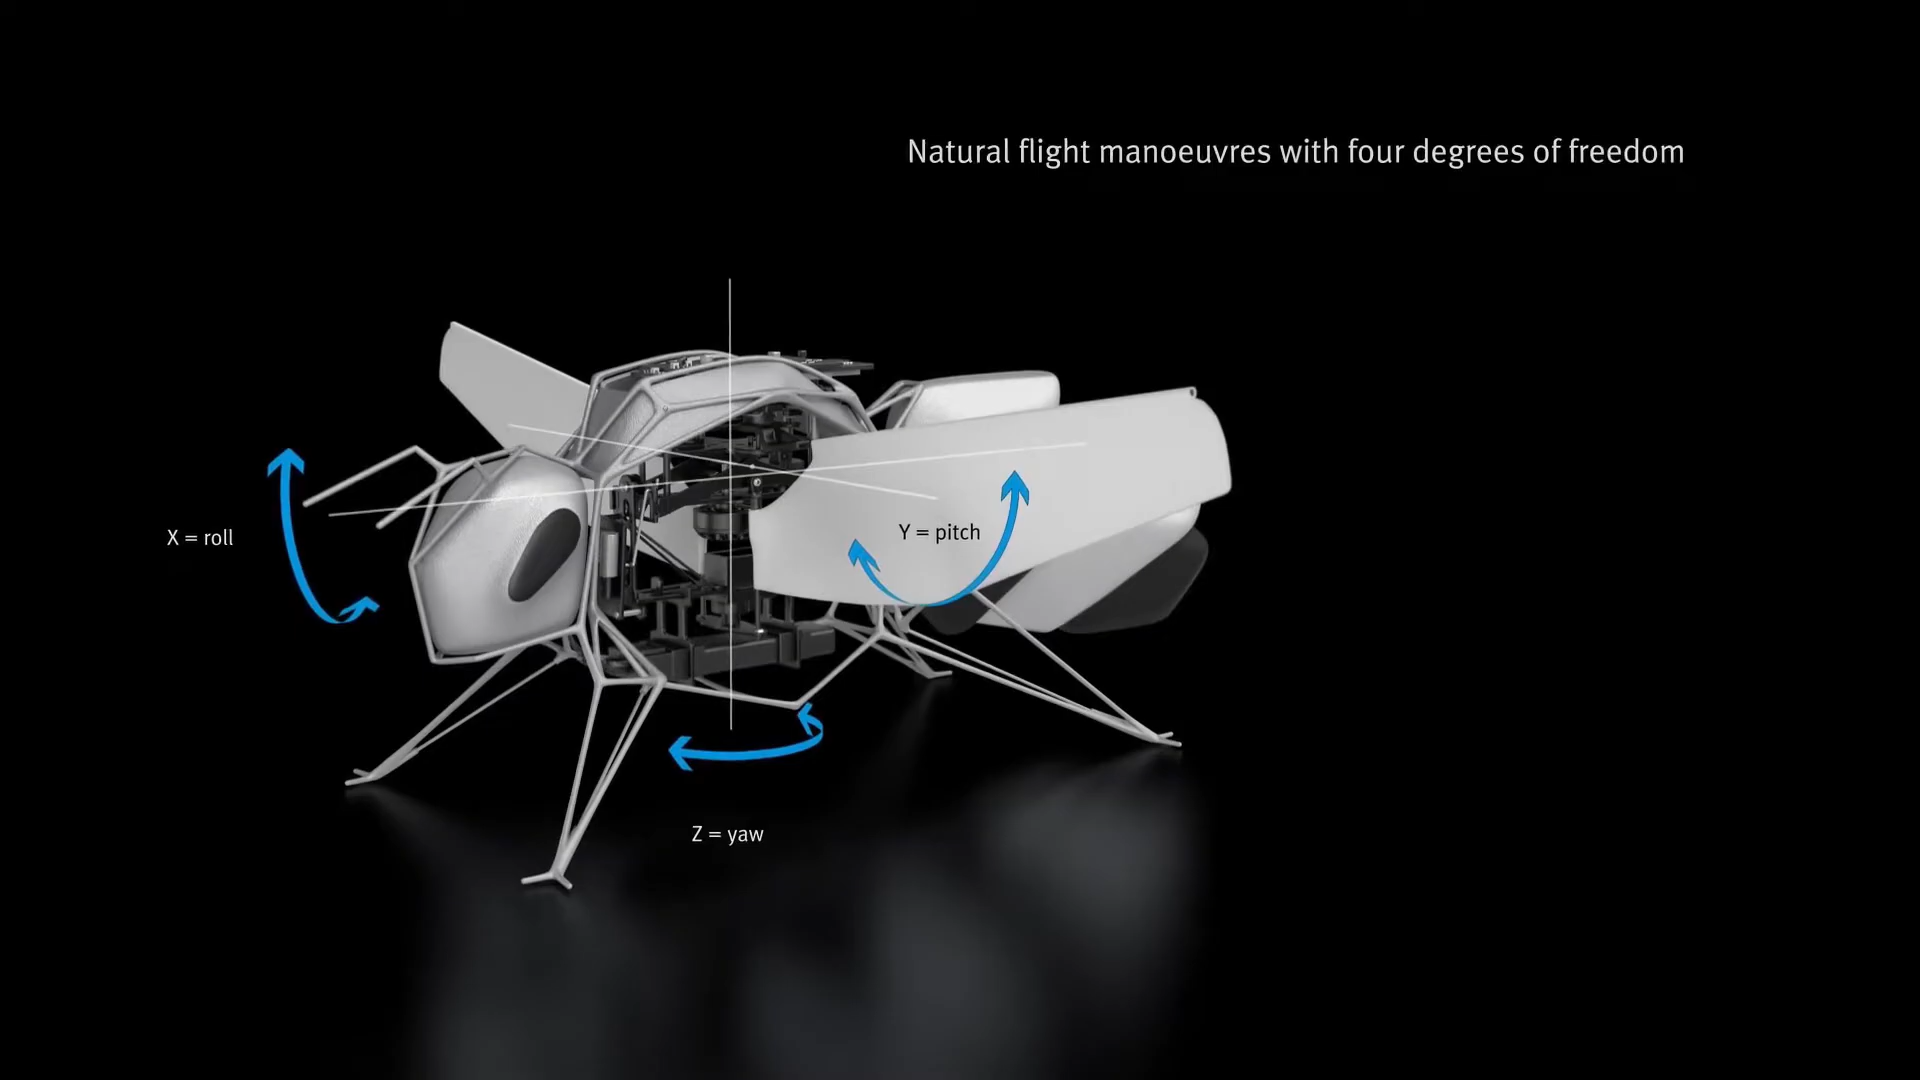 Natural flight manoeuvres with four degrees of freedom
X = roll
Y = pitch
Z = yaw